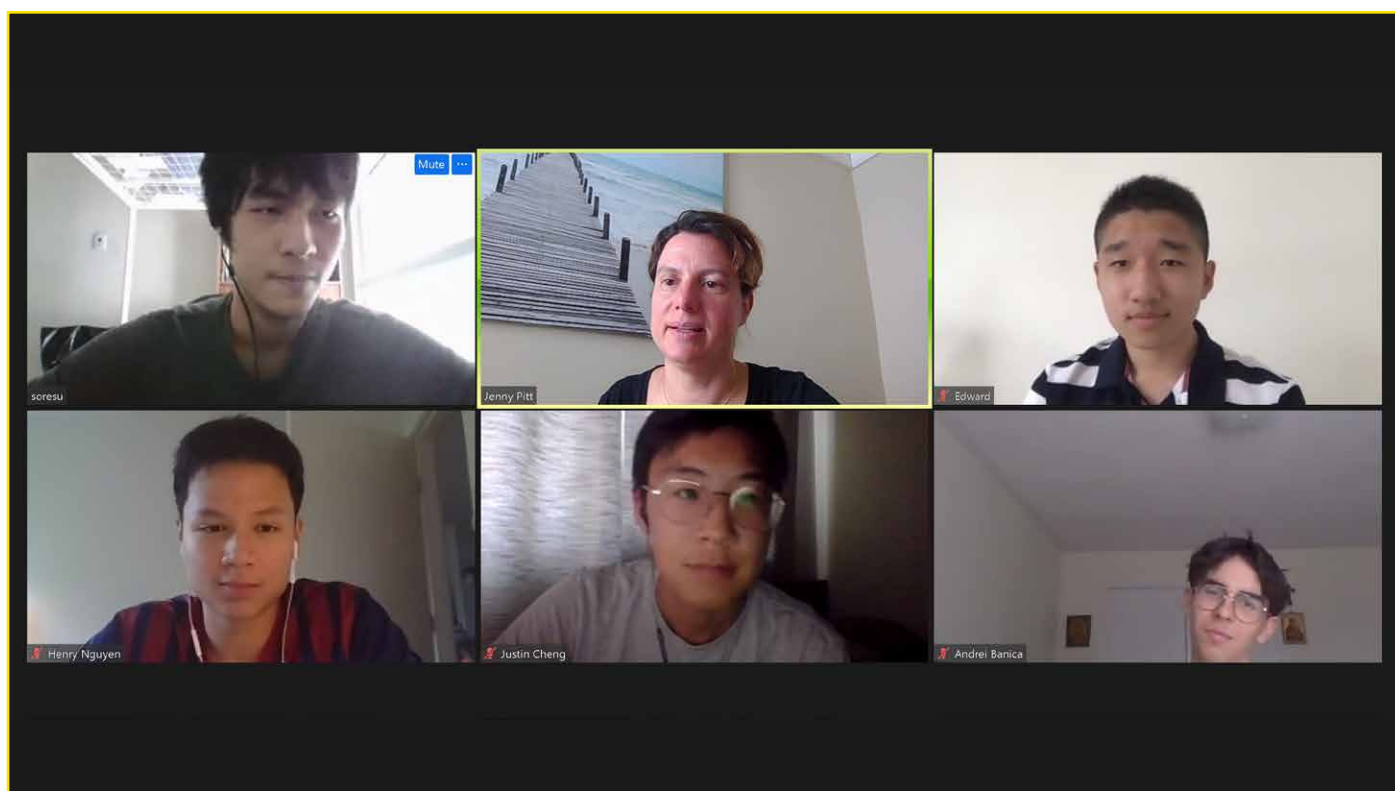 Mute ...
soresu
Jenny Pitt
Edward
Henry Nguyen
Justin Cheng
Andrei Banica